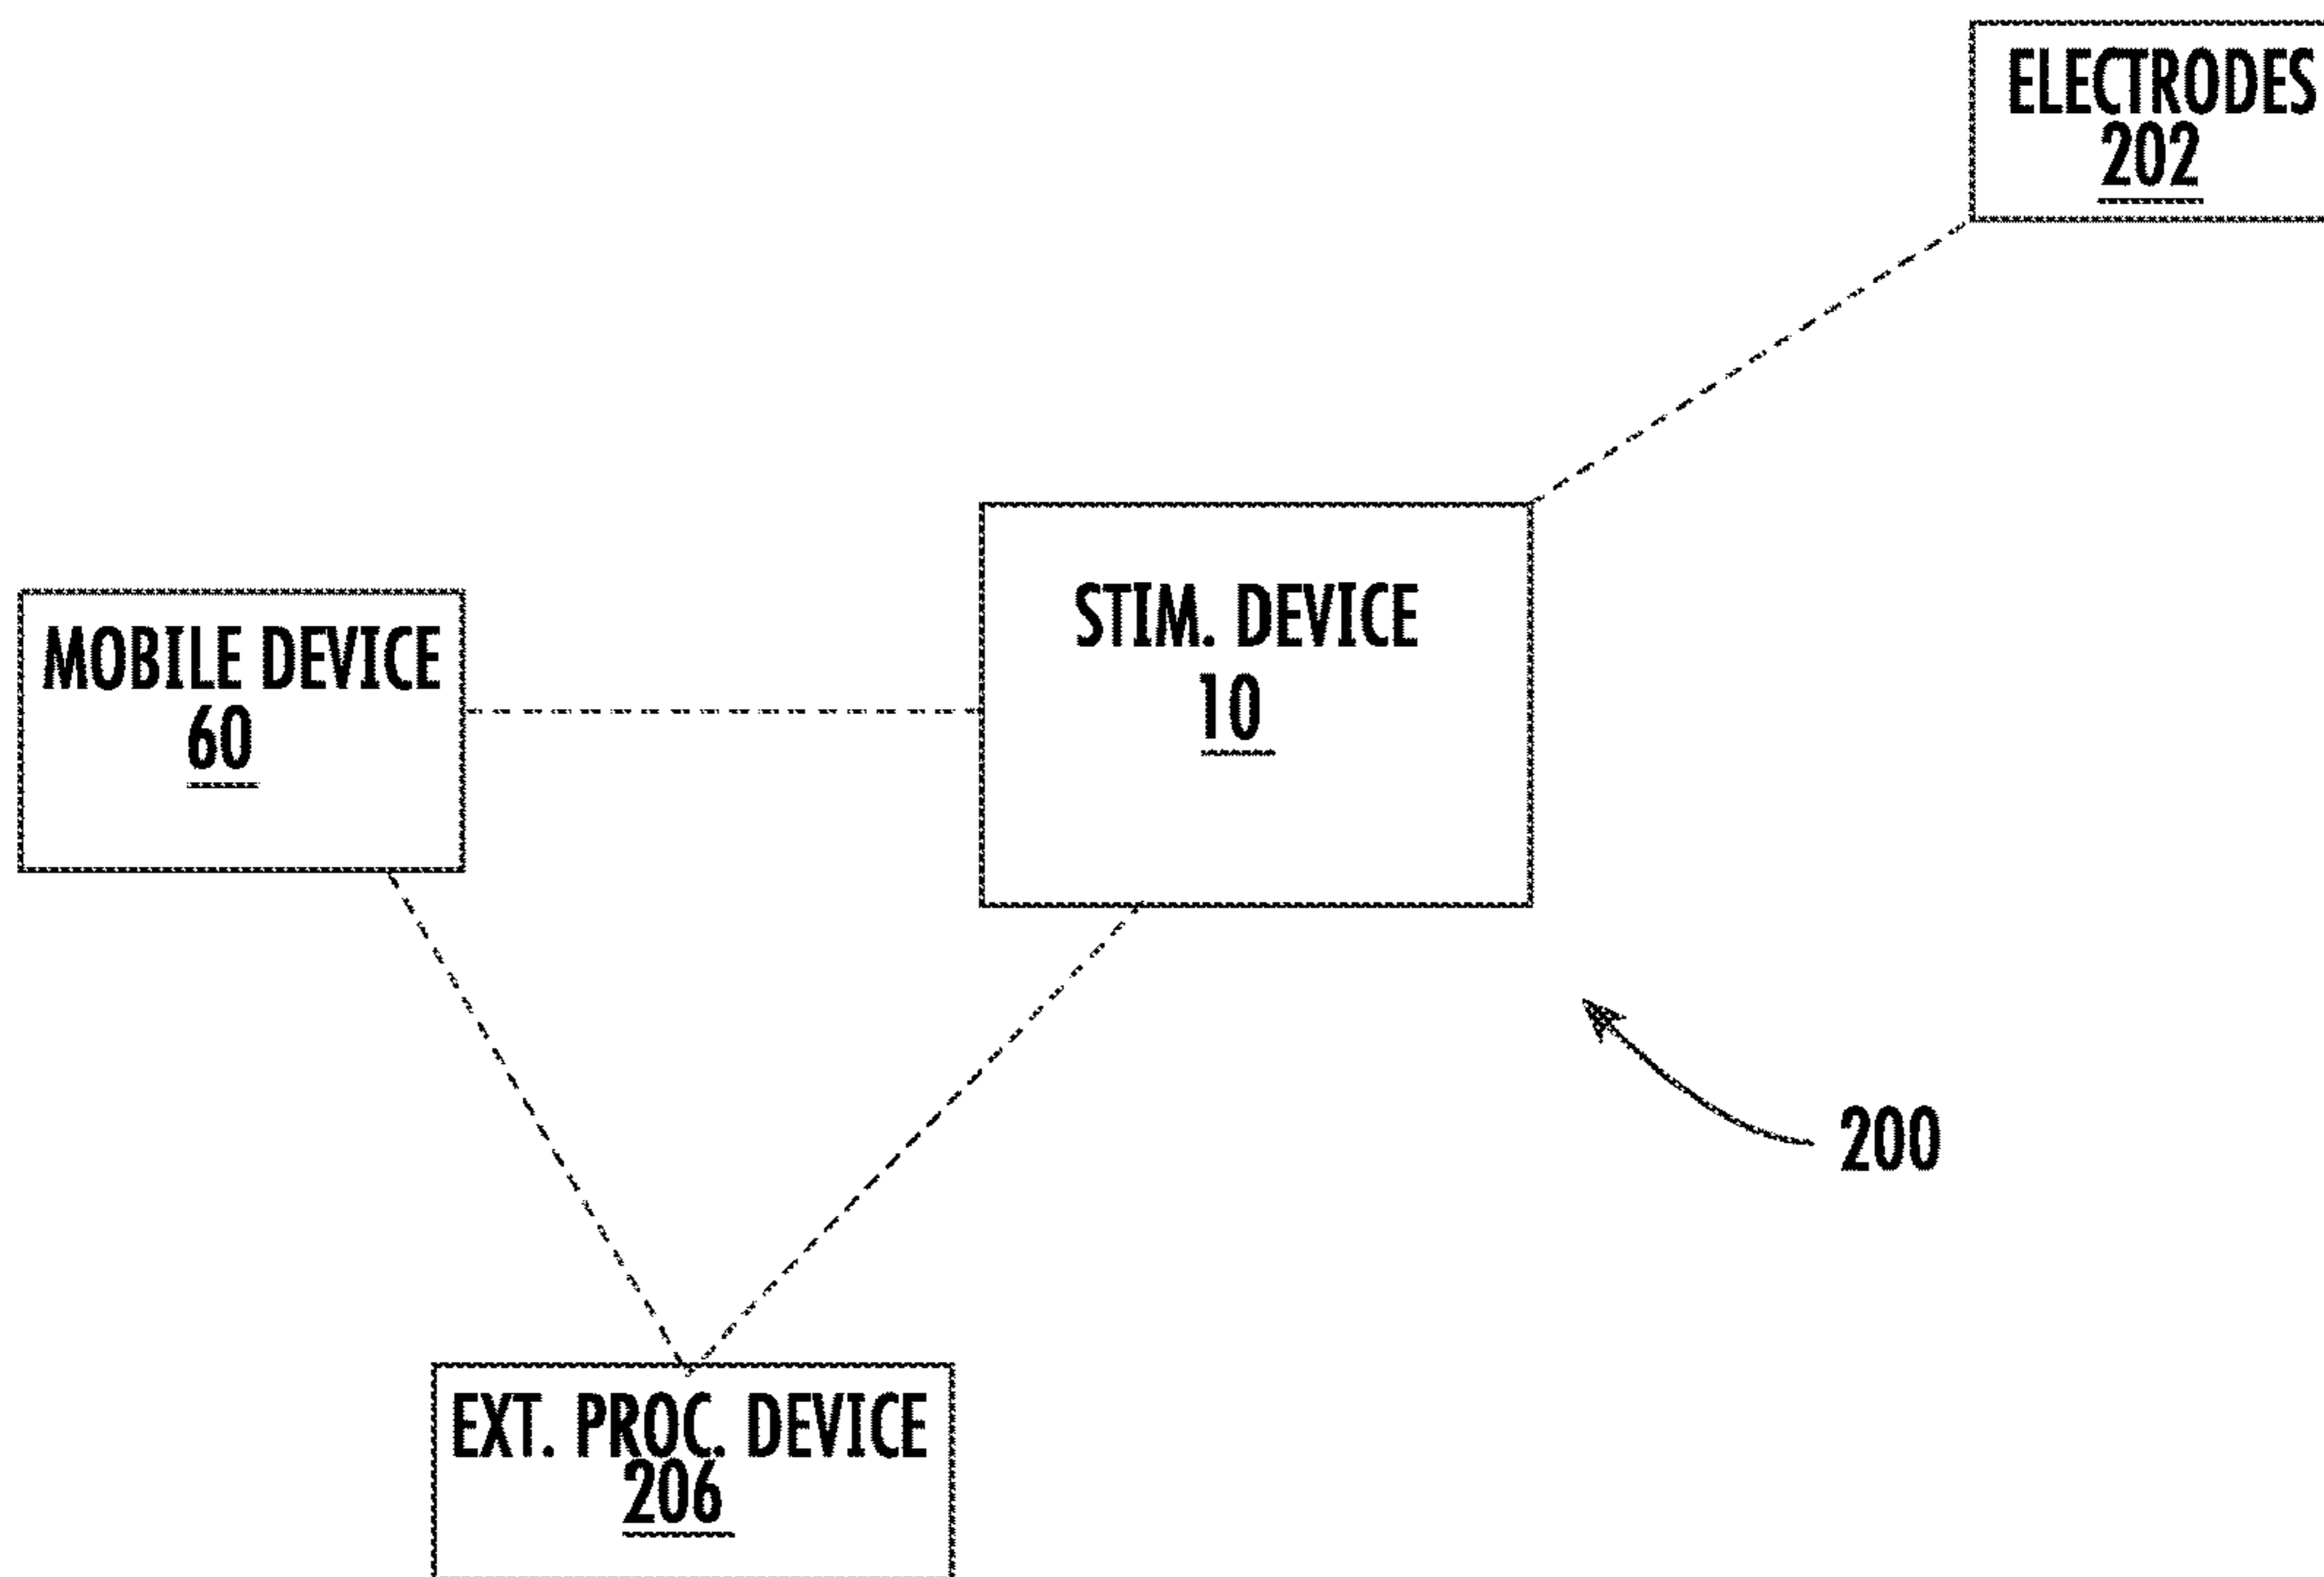 ELECTRODES
202
STIM. DEVICE
10
MOBILE DEVICE
60
200
EXT. PROC. DEVICE
206